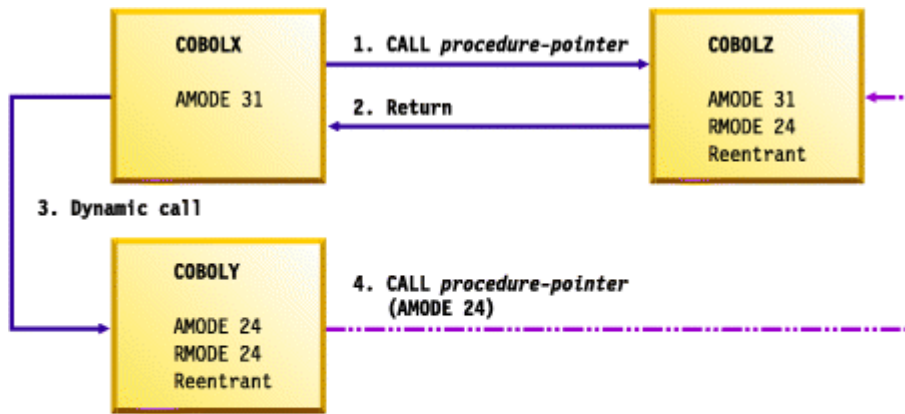 COBOLX
AMODE 31
1. CALL procedure-pointer
2. Return
COBOLZ
AMODE 31
RMODE 24
Reentrant
3. Dynamic call
COBOLY
AMODE 24
RMODE 24
Reentrant
4. CALL procedure-pointer
(AMODE 24)